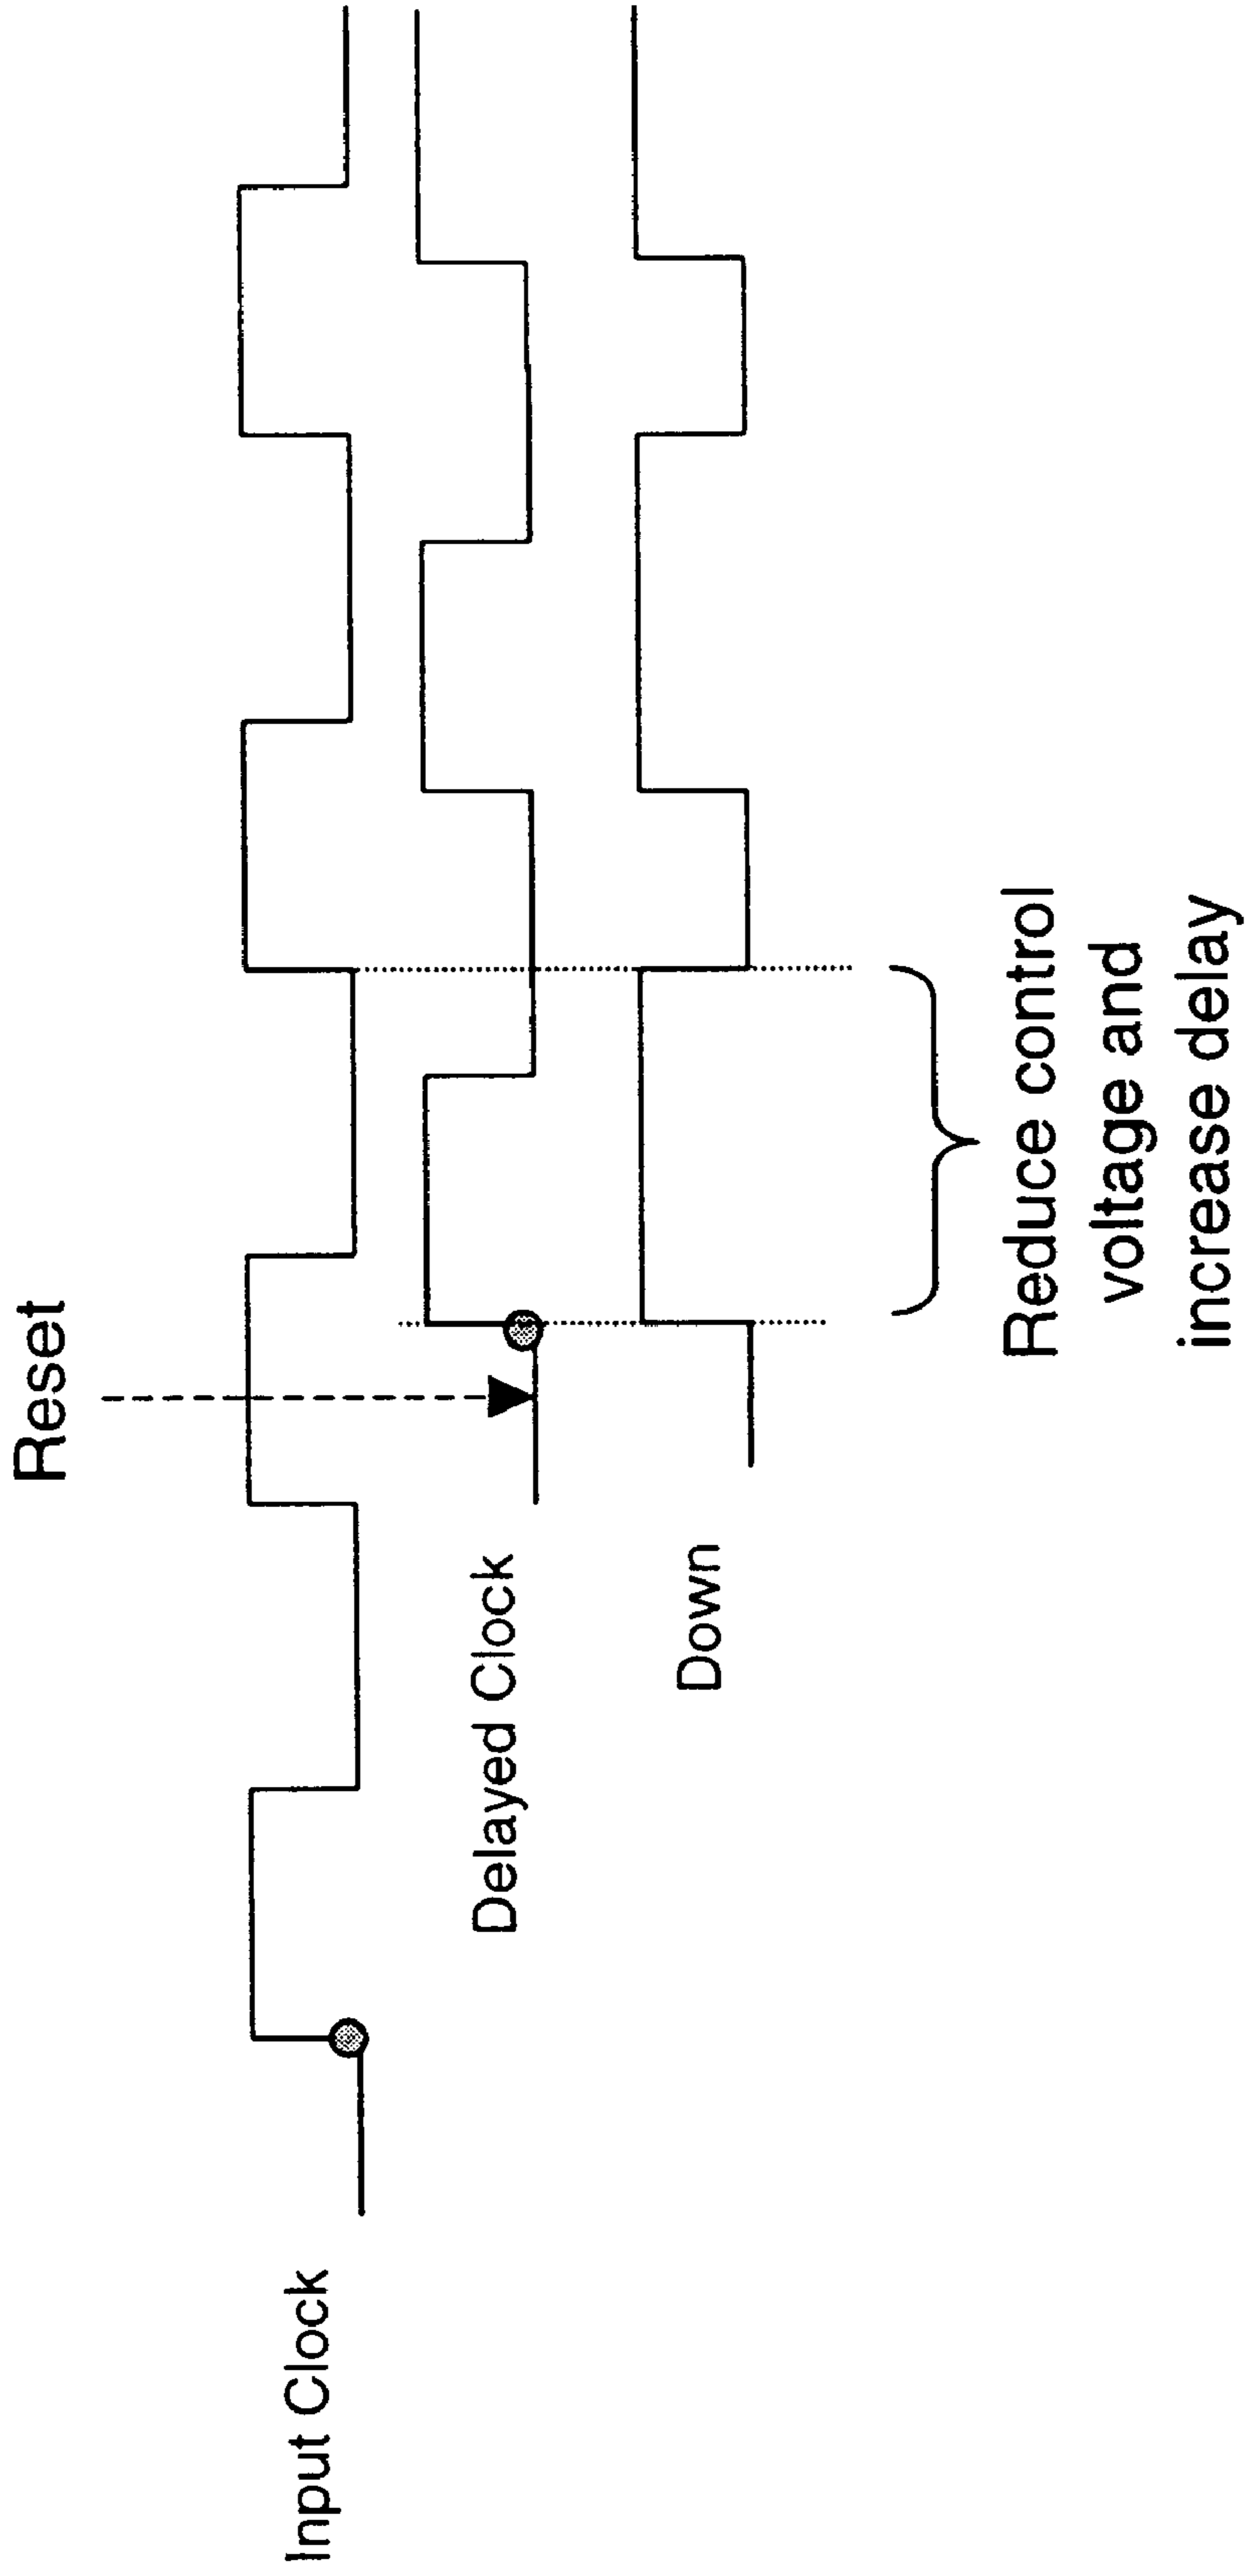 Reset
Input Clock
Delayed Clock
Down
Reduce control
voltage and
increase delay